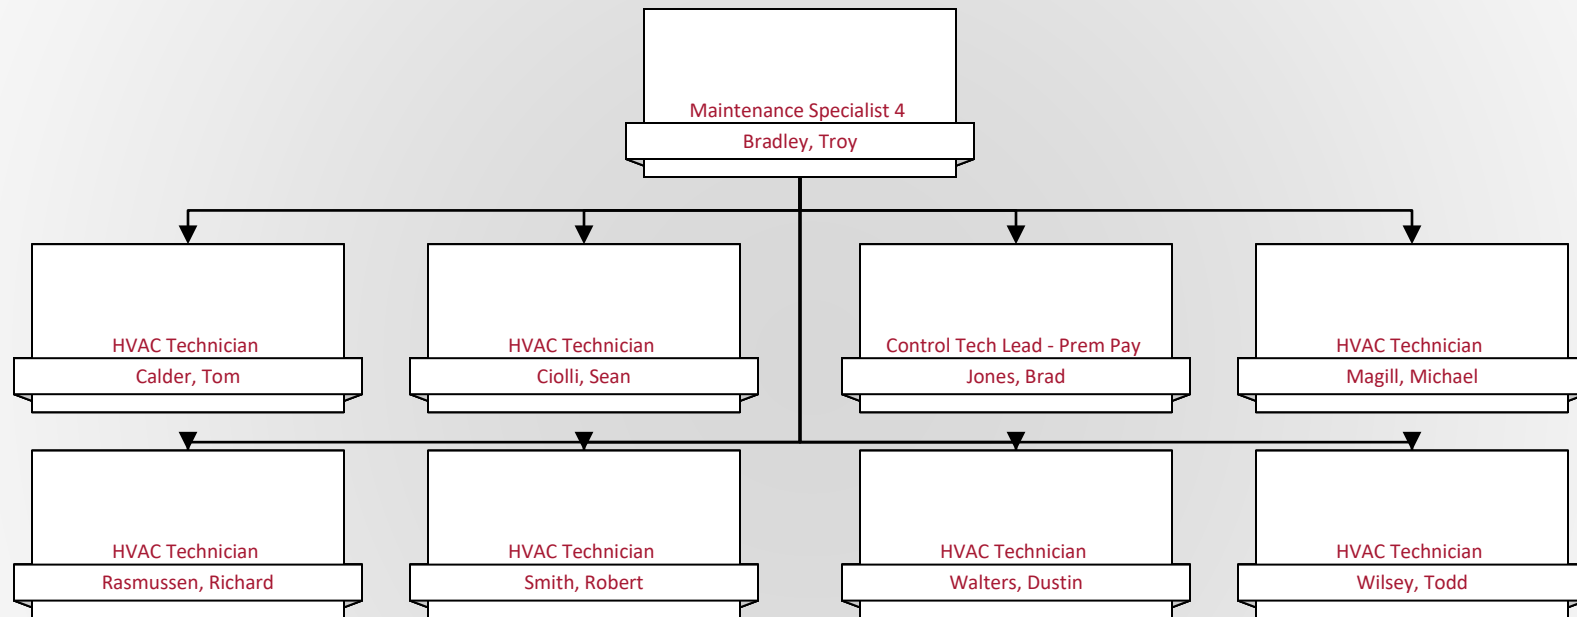 Maintenance Specialist 4
Bradley, Troy
HVAC Technician
Calder, Tom
HVAC Technician
Ciolli, Sean
Control Tech Lead - Prem Pay
Jones, Brad
HVAC Technician
Magill, Michael
HVAC Technician
Rasmussen, Richard
HVAC Technician
Smith, Robert
HVAC Technician
Walters, Dustin
HVAC Technician
Wilsey, Todd